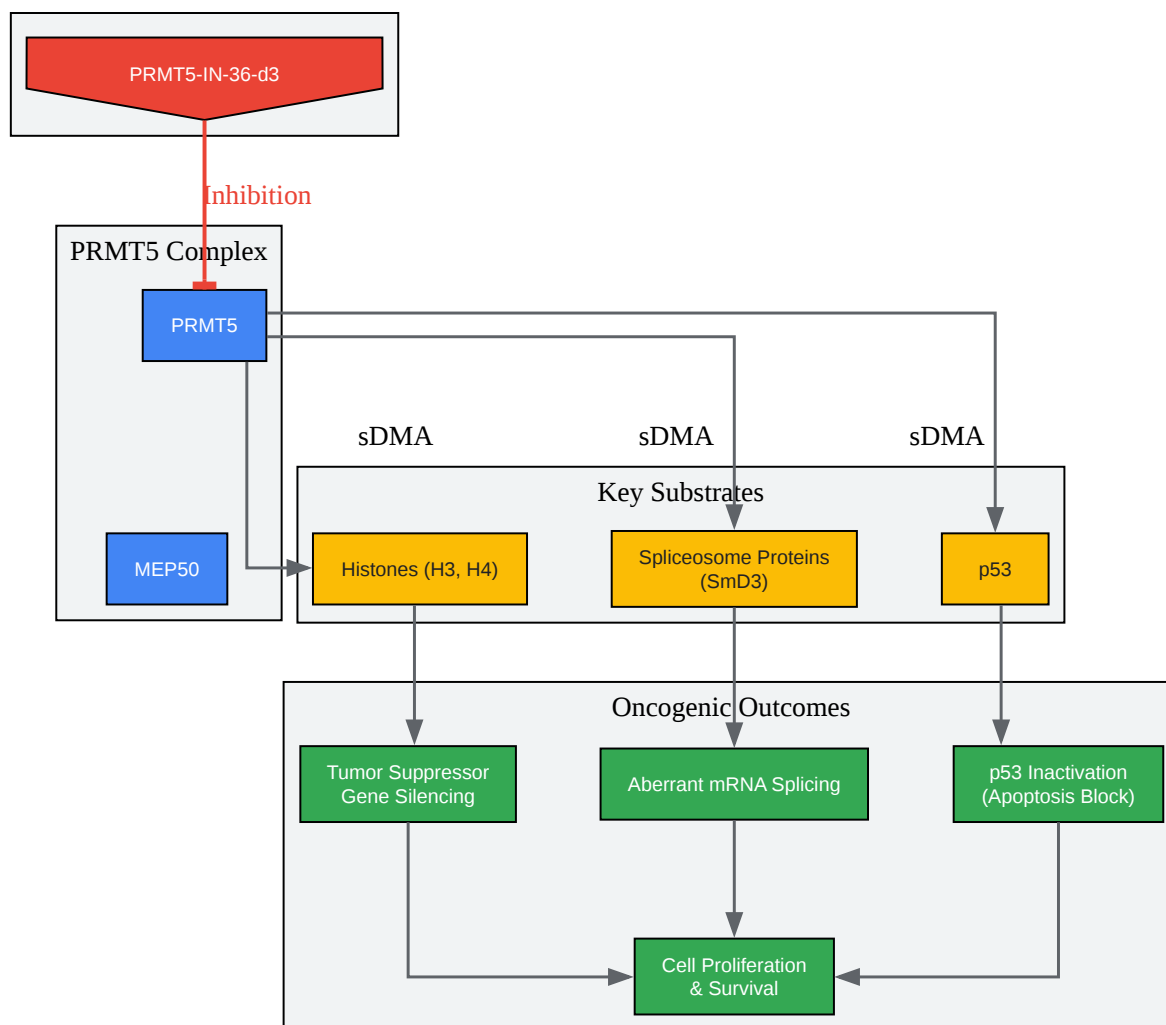 PRMT5-IN-36-d3
Inhibition
PRMT5 Complex
PRMT5
sDMA
sDMA
sDMA
Key Substrates
MEP50
Histones (H3, H4)
Spliceosome Proteins
(SmD3)
p53
Oncogenic Outcomes
Tumor Suppressor
Gene Silencing
Aberrant mRNA Splicing
p53 Inactivation
(Apoptosis Block)
Cell Proliferation
& Survival